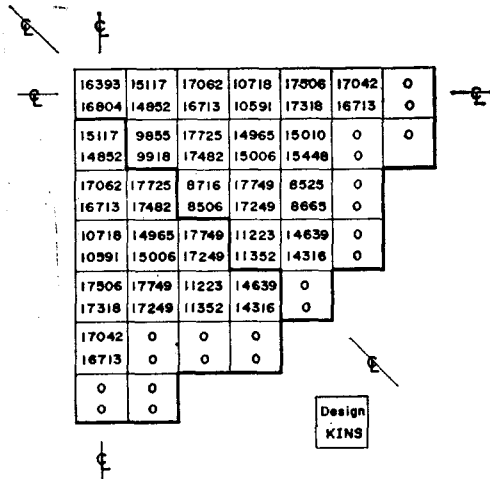 ℄ ℄
℄ ℄
16393 15117 17062 10718 17506 17042 0
16804 14852 16713 10591 17318 16713 0
15117 9855 17725 14965 15010 0 0
14852 9918 17482 15006 15448 0
17062 17725 8716 17749 8525 0
16713 17482 8506 17249 8665 0
10718 14965 17749 11223 14639 0
10591 15006 17249 11352 14316 0
17506 17749 11223 14639 0
17318 17249 11352 14316 0
17042 0 0 0
16713 0 0 0
℄
0 0
0 0
Design
KINS
℄